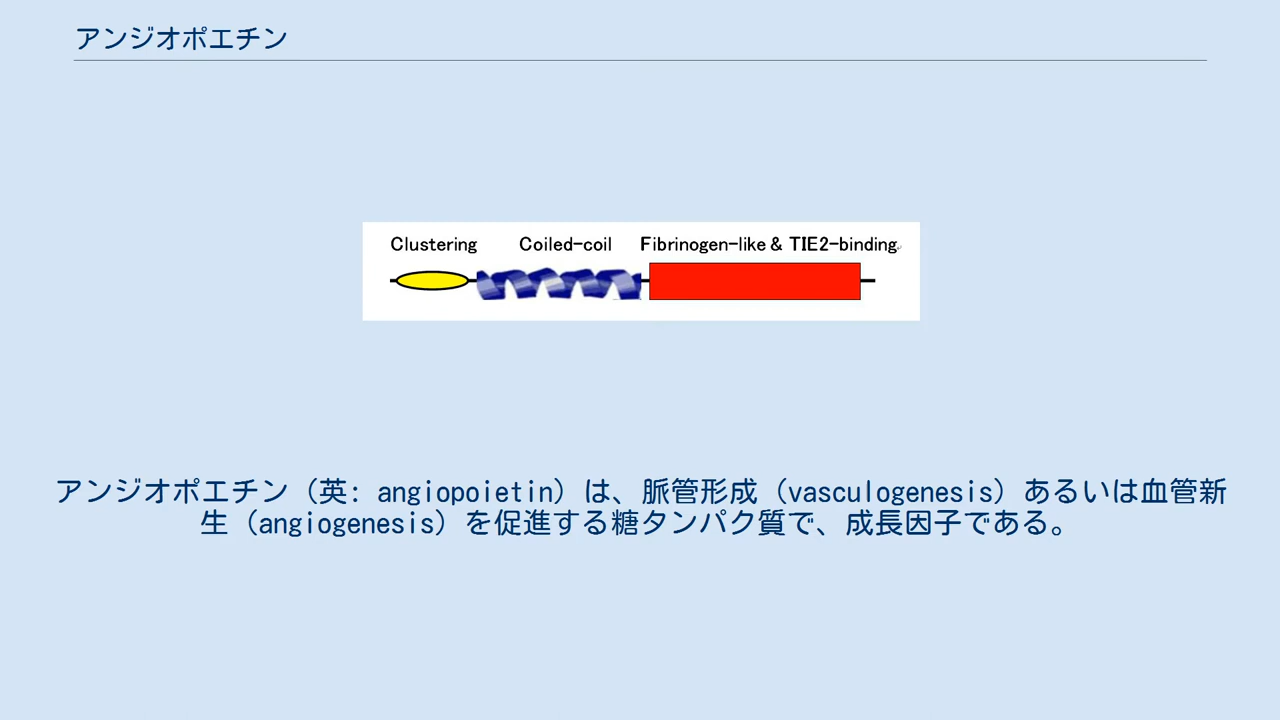 アンジオポエチン
Clustering Coiled-coil Fibrinogen-like & TIE2-binding
アンジオポエチン（英: angiopoietin）は、脈管形成（vasculogenesis）あるいは血管新
生（angiogenesis）を促進する糖タンパク質で、成長因子である。